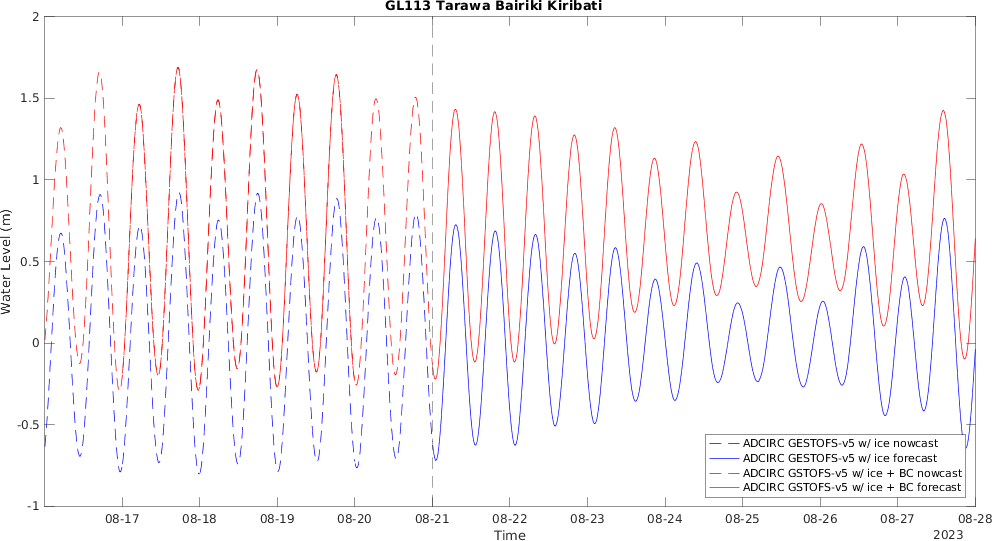 GL113 Tarawa Bairiki Kiribati
Water Level (m)
2
1.5
1
0.5
0
-0.5
-1
08-17 08-18 08-19 08-20 08-21 08-22 08-23 08-24 08-25 08-26 08-27 08-28
Time
2023
ADCIRC GESTOFS-v5 w/ ice nowcast
ADCIRC GESTOFS-v5 w/ ice forecast
ADCIRC GSTOFS-v5 w/ ice + BC nowcast
ADCIRC GSTOFS-v5 w/ ice + BC forecast